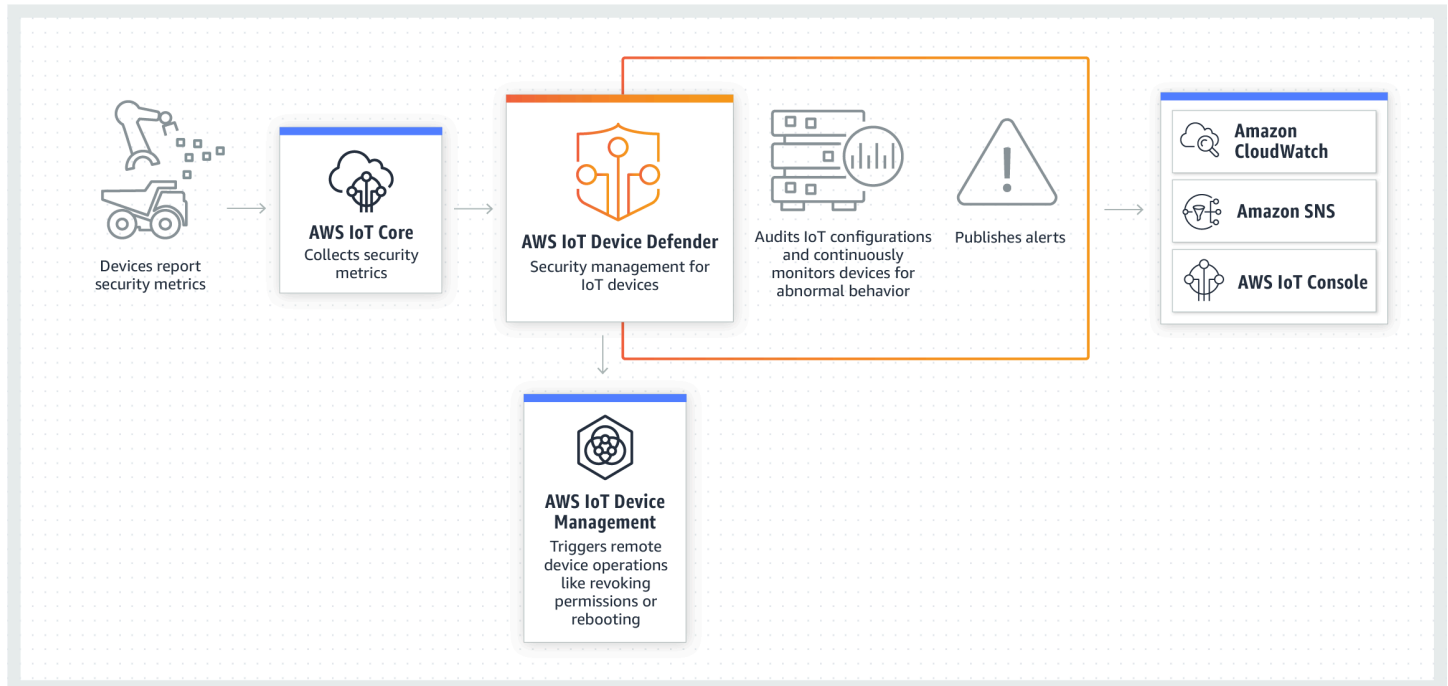 Devices report
security metrics
AWS IoT Core
Collects security
metrics
AWS IoT Device Defender
Security management for
IoT devices
Audits IoT configurations
and continuously
monitors devices for
abnormal behavior
Publishes alerts
Amazon
CloudWatch
Amazon SNS
AWS IoT Console
AWS IoT Device
Management
Triggers remote
device operations
like revoking
permissions or
rebooting